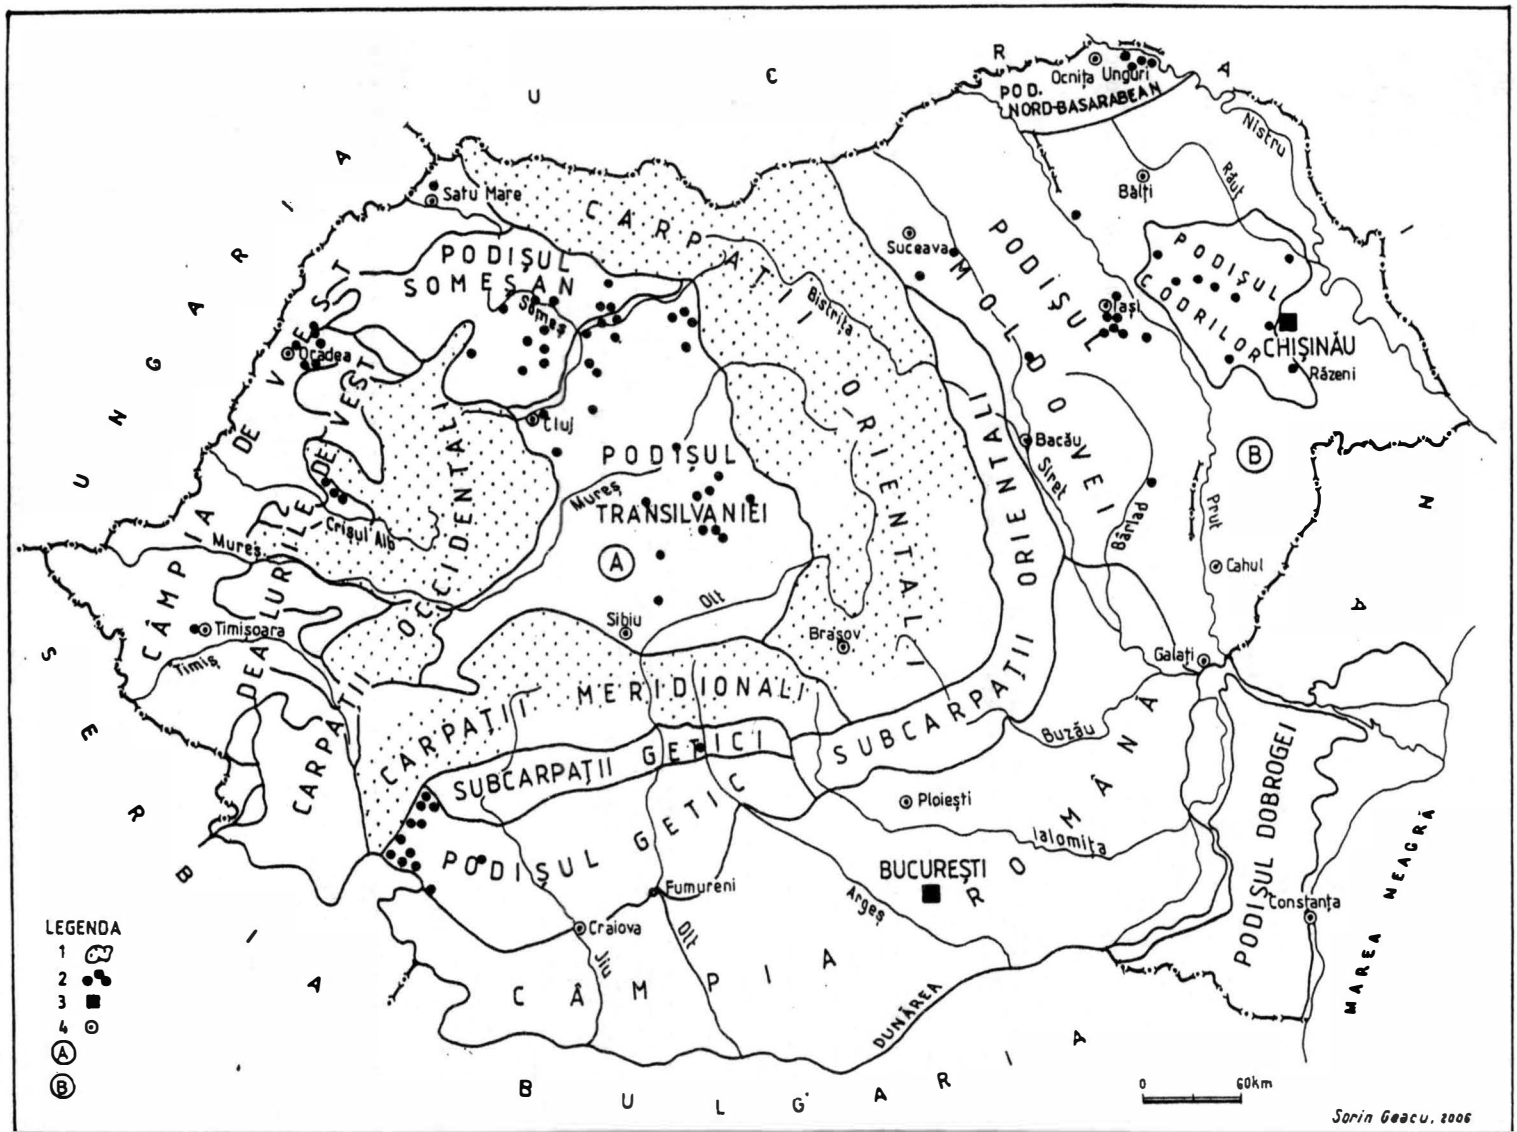 U C R A I
N A
UNGARIA
SERBIA
BULGARIA
MAREA NEAGRĂ
Ocnița
Unguri
POD.
NORD-BASARABEAN
Nistru
Răut
Bălți
Satu Mare
CARPAȚII
ORIENTALI
PODIȘUL
SOMEȘAN
Someș
Suceava
Bistrița
PODIȘUL
MOLDOVEI
PODIȘUL
CODRILOR
Iași
CHIȘINĂU
Răzeni
Oradea
CÂMPIA
DE VEST
DEALURILE
DE VEST
CARPAȚII
OCCIDENTALI
Cluj
PODIȘUL
TRANSILVANIEI
Mureș
Bacău
Siret
Bârlad
Prut
B
Crișul Alb
Mureș
A
Cahul
Timișoara
Timiș
Sibiu
Olt
Brașov
Galați
CARPAȚII MERIDIONALI
SUBCARPAȚII ORIENTALI
SUBCARPAȚII GETICI
Buzău
Ploiești
Ialomița
PODIȘUL GETIC
BUCUREȘTI
Argeș
Fumureni
Craiova
Olt
Jiu
CÂMPIA
ROMÂNĂ
DUNĂREA
PODIȘUL DOBROGEI
Constanța
LEGENDA
1
2
3
4
A
B
0 60km
Sorin Geacu, 2006